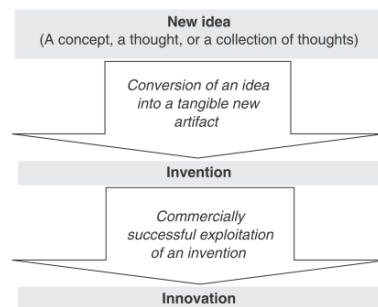 New idea
(A concept, a thought, or a collection of thoughts)
Conversion of an idea
into a tangible new
artifact
Invention
Commercially
successful exploitation
of an invention
Innovation